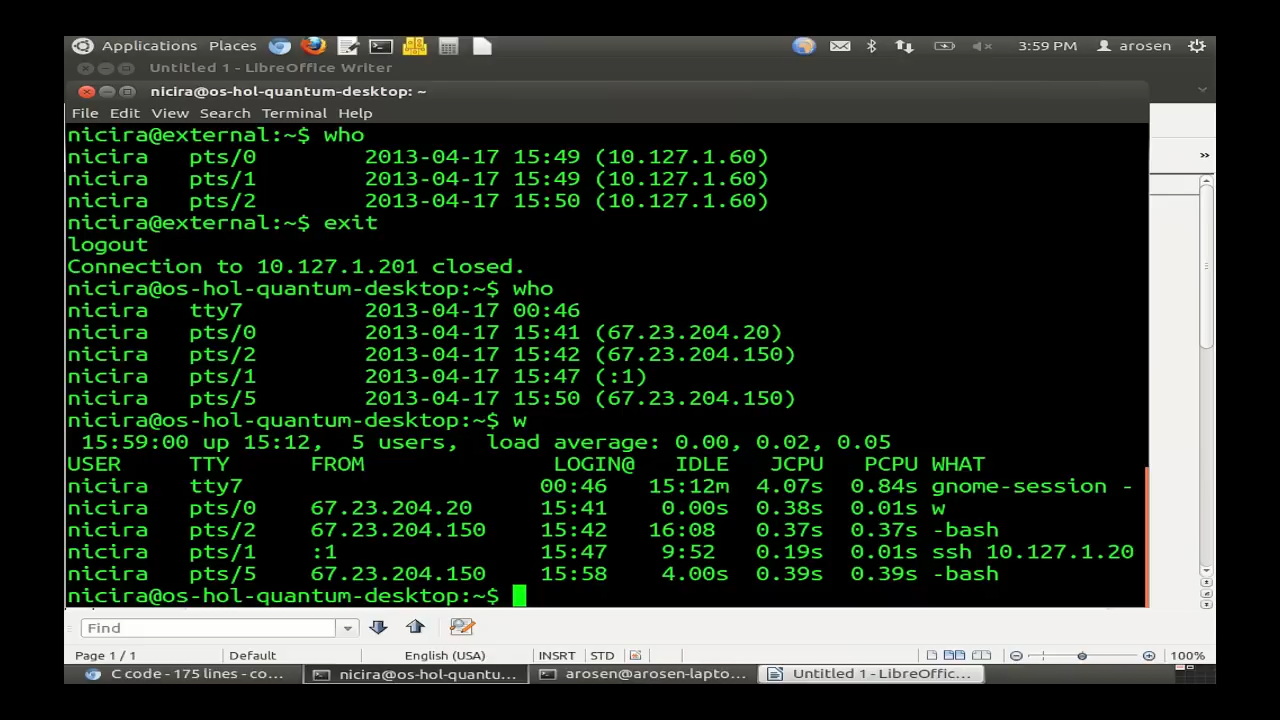 Applications Places 3:59 PM arosen
Untitled 1 - LibreOffice Writer
nicira@os-hol-quantum-desktop: ~
File Edit View Search Terminal Help
nicira@external:~$ who
nicira pts/0 2013-04-17 15:49 (10.127.1.60)
nicira pts/1 2013-04-17 15:49 (10.127.1.60)
nicira pts/2 2013-04-17 15:50 (10.127.1.60)
nicira@external:~$ exit
logout
Connection to 10.127.1.201 closed.
nicira@os-hol-quantum-desktop:~$ who
nicira tty7 2013-04-17 00:46
nicira pts/0 2013-04-17 15:41 (67.23.204.20)
nicira pts/2 2013-04-17 15:42 (67.23.204.150)
nicira pts/1 2013-04-17 15:47 (:1)
nicira pts/5 2013-04-17 15:50 (67.23.204.150)
nicira@os-hol-quantum-desktop:~$ w
15:59:00 up 15:12, 5 users, load average: 0.00, 0.02, 0.05
USER TTY FROM LOGIN@ IDLE JCPU PCPU WHAT
nicira tty7 00:46 15:12m 4.07s 0.84s gnome-session -
nicira pts/0 67.23.204.20 15:41 0.00s 0.38s 0.01s w
nicira pts/2 67.23.204.150 15:42 16:08 0.37s 0.37s -bash
nicira pts/1 :1 15:47 9:52 0.19s 0.01s ssh 10.127.1.20
nicira pts/5 67.23.204.150 15:58 4.00s 0.39s 0.39s -bash
nicira@os-hol-quantum-desktop:~$
Find
Page 1 / 1 Default English (USA) INSRT STD 100%
C code - 175 lines - co... nicira@os-hol-quantu... arosen@arosen-lapto... Untitled 1 - LibreOffic...